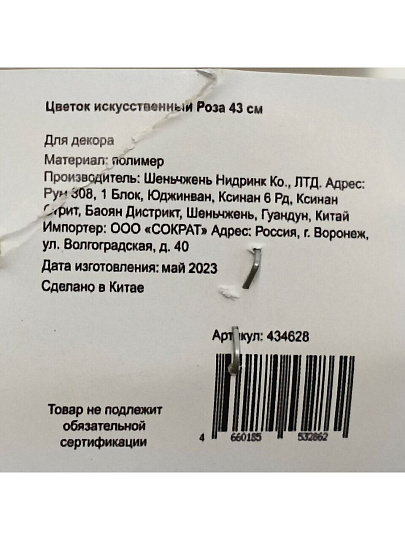 Цветок искусственный Роза 43 см
Для декора
Материал: полимер
Производитель: Шеньчжень Нидринк Ко., ЛТД. Адрес:
Рум 308, 1 Блок, Юджинван, Ксинан 6 Рд, Ксинан
Стрит, Баоян Дистрикт, Шеньчжень, Гуандун, Китай
Импортер: ООО «СОКРАТ» Адрес: Россия, г. Воронеж,
ул. Волгоградская, д. 40
Дата изготовления: май 2023
Сделано в Китае
Артикул: 434628
Товар не подлежит
обязательной
сертификации
4 660185 532862